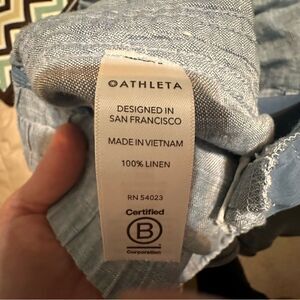 ATHLETA
DESIGNED IN
SAN FRANCISCO
MADE IN VIETNAM
100% LINEN
RN 54023
Certified
B
Corporation